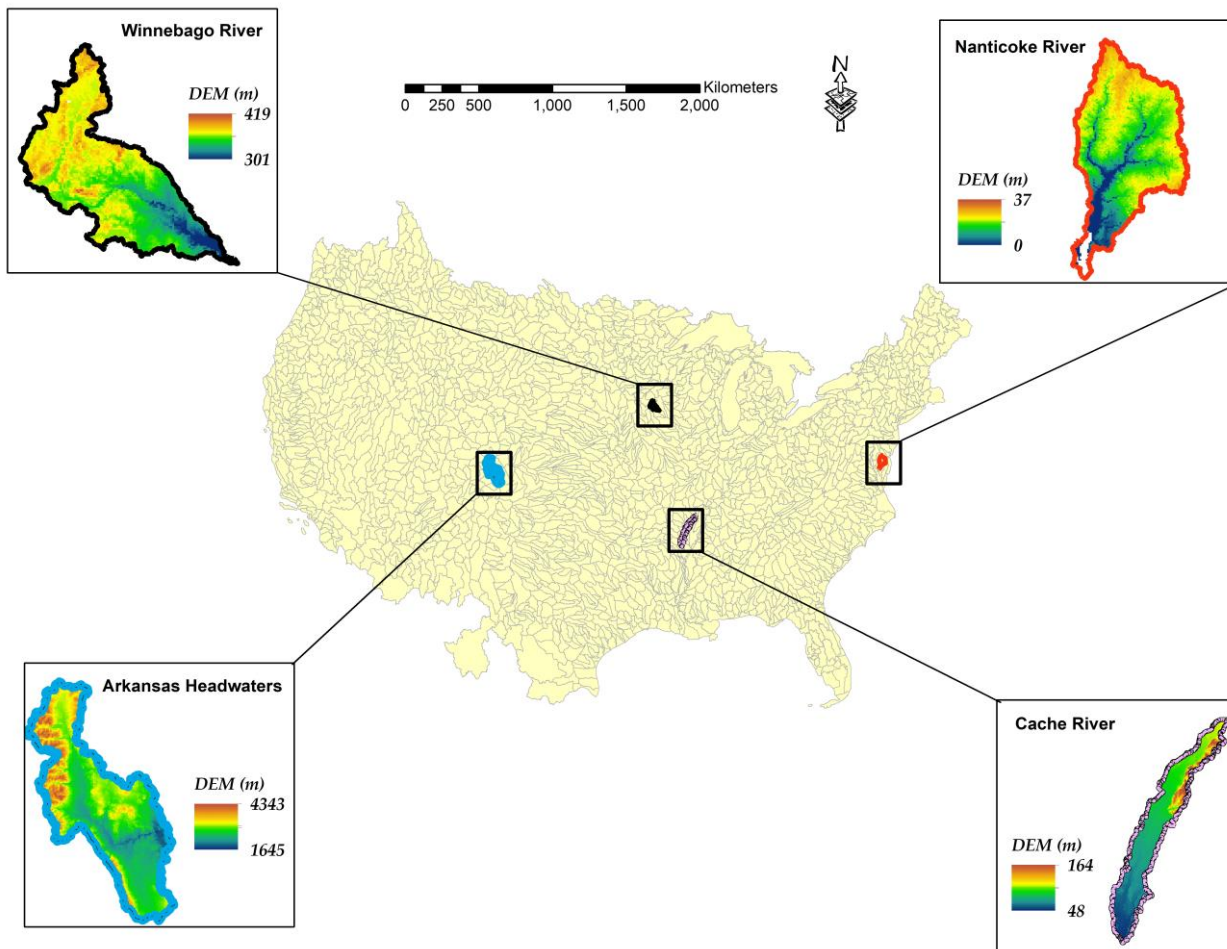 Winnebago River
DEM (m)
419
301
Kilometers
0 250 500 1,000 1,500 2,000
N
Nanticoke River
DEM (m)
37
0
Arkansas Headwaters
DEM (m)
4343
1645
Cache River
DEM (m)
164
48